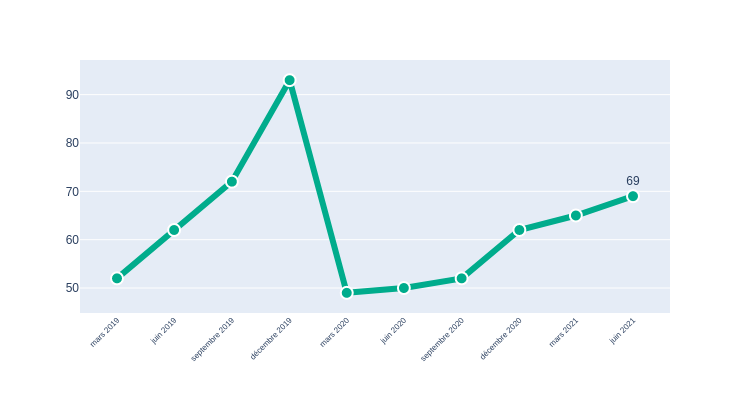 90
80
70
60
50
69
mars 2019
juin 2019
septembre 2019
décembre 2019
mars 2020
juin 2020
septembre 2020
décembre 2020
mars 2021
juin 2021